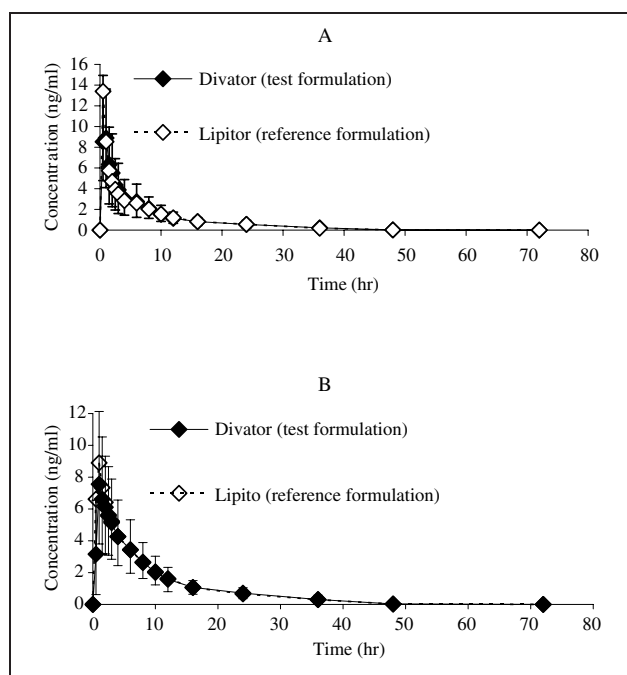 A
Concentration (ng/ml)
16
14
12
10
8
6
4
2
0
Divator (test formulation)
Lipitor (reference formulation)
0 10 20 30 40 50 60 70 80
Time (hr)
B
Concentration (ng/ml)
12
10
8
6
4
2
0
Divator (test formulation)
Lipito (reference formulation)
0 10 20 30 40 50 60 70 80
Time (hr)